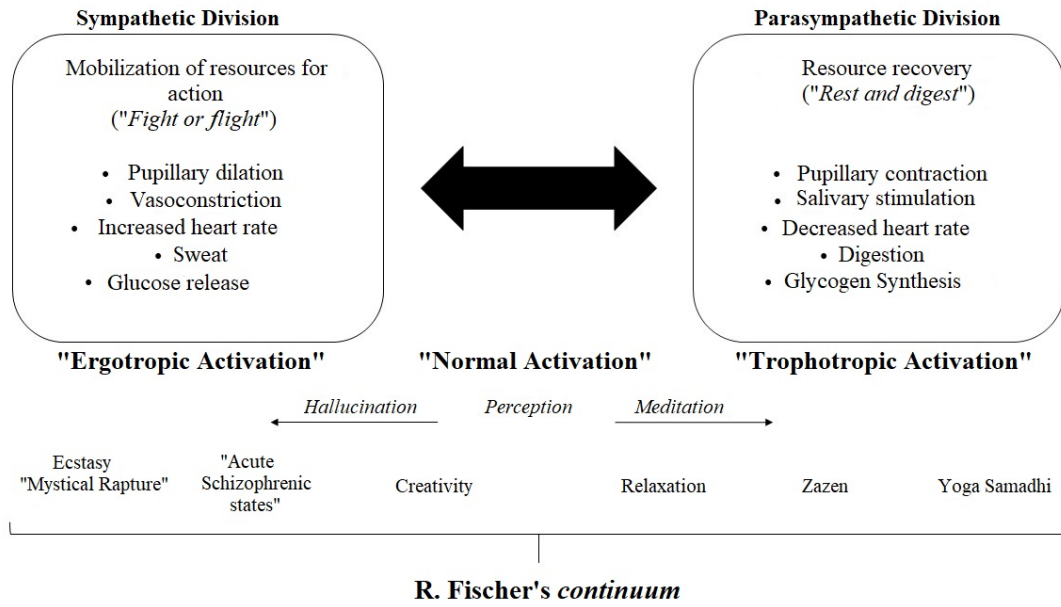 Sympathetic Division
Mobilization of resources for
action
("Fight or flight")
• Pupillary dilation
• Vasoconstriction
• Increased heart rate
• Sweat
• Glucose release
Parasympathetic Division
Resource recovery
("Rest and digest")
• Pupillary contraction
• Salivary stimulation
• Decreased heart rate
• Digestion
• Glycogen Synthesis
"Ergotropic Activation"
"Normal Activation"
"Trophotropic Activation"
Hallucination
Perception
Meditation
Ecstasy
"Mystical Rapture"
"Acute
Schizophrenic
states"
Creativity
Relaxation
Zazen
Yoga Samadhi
R. Fischer's continuum